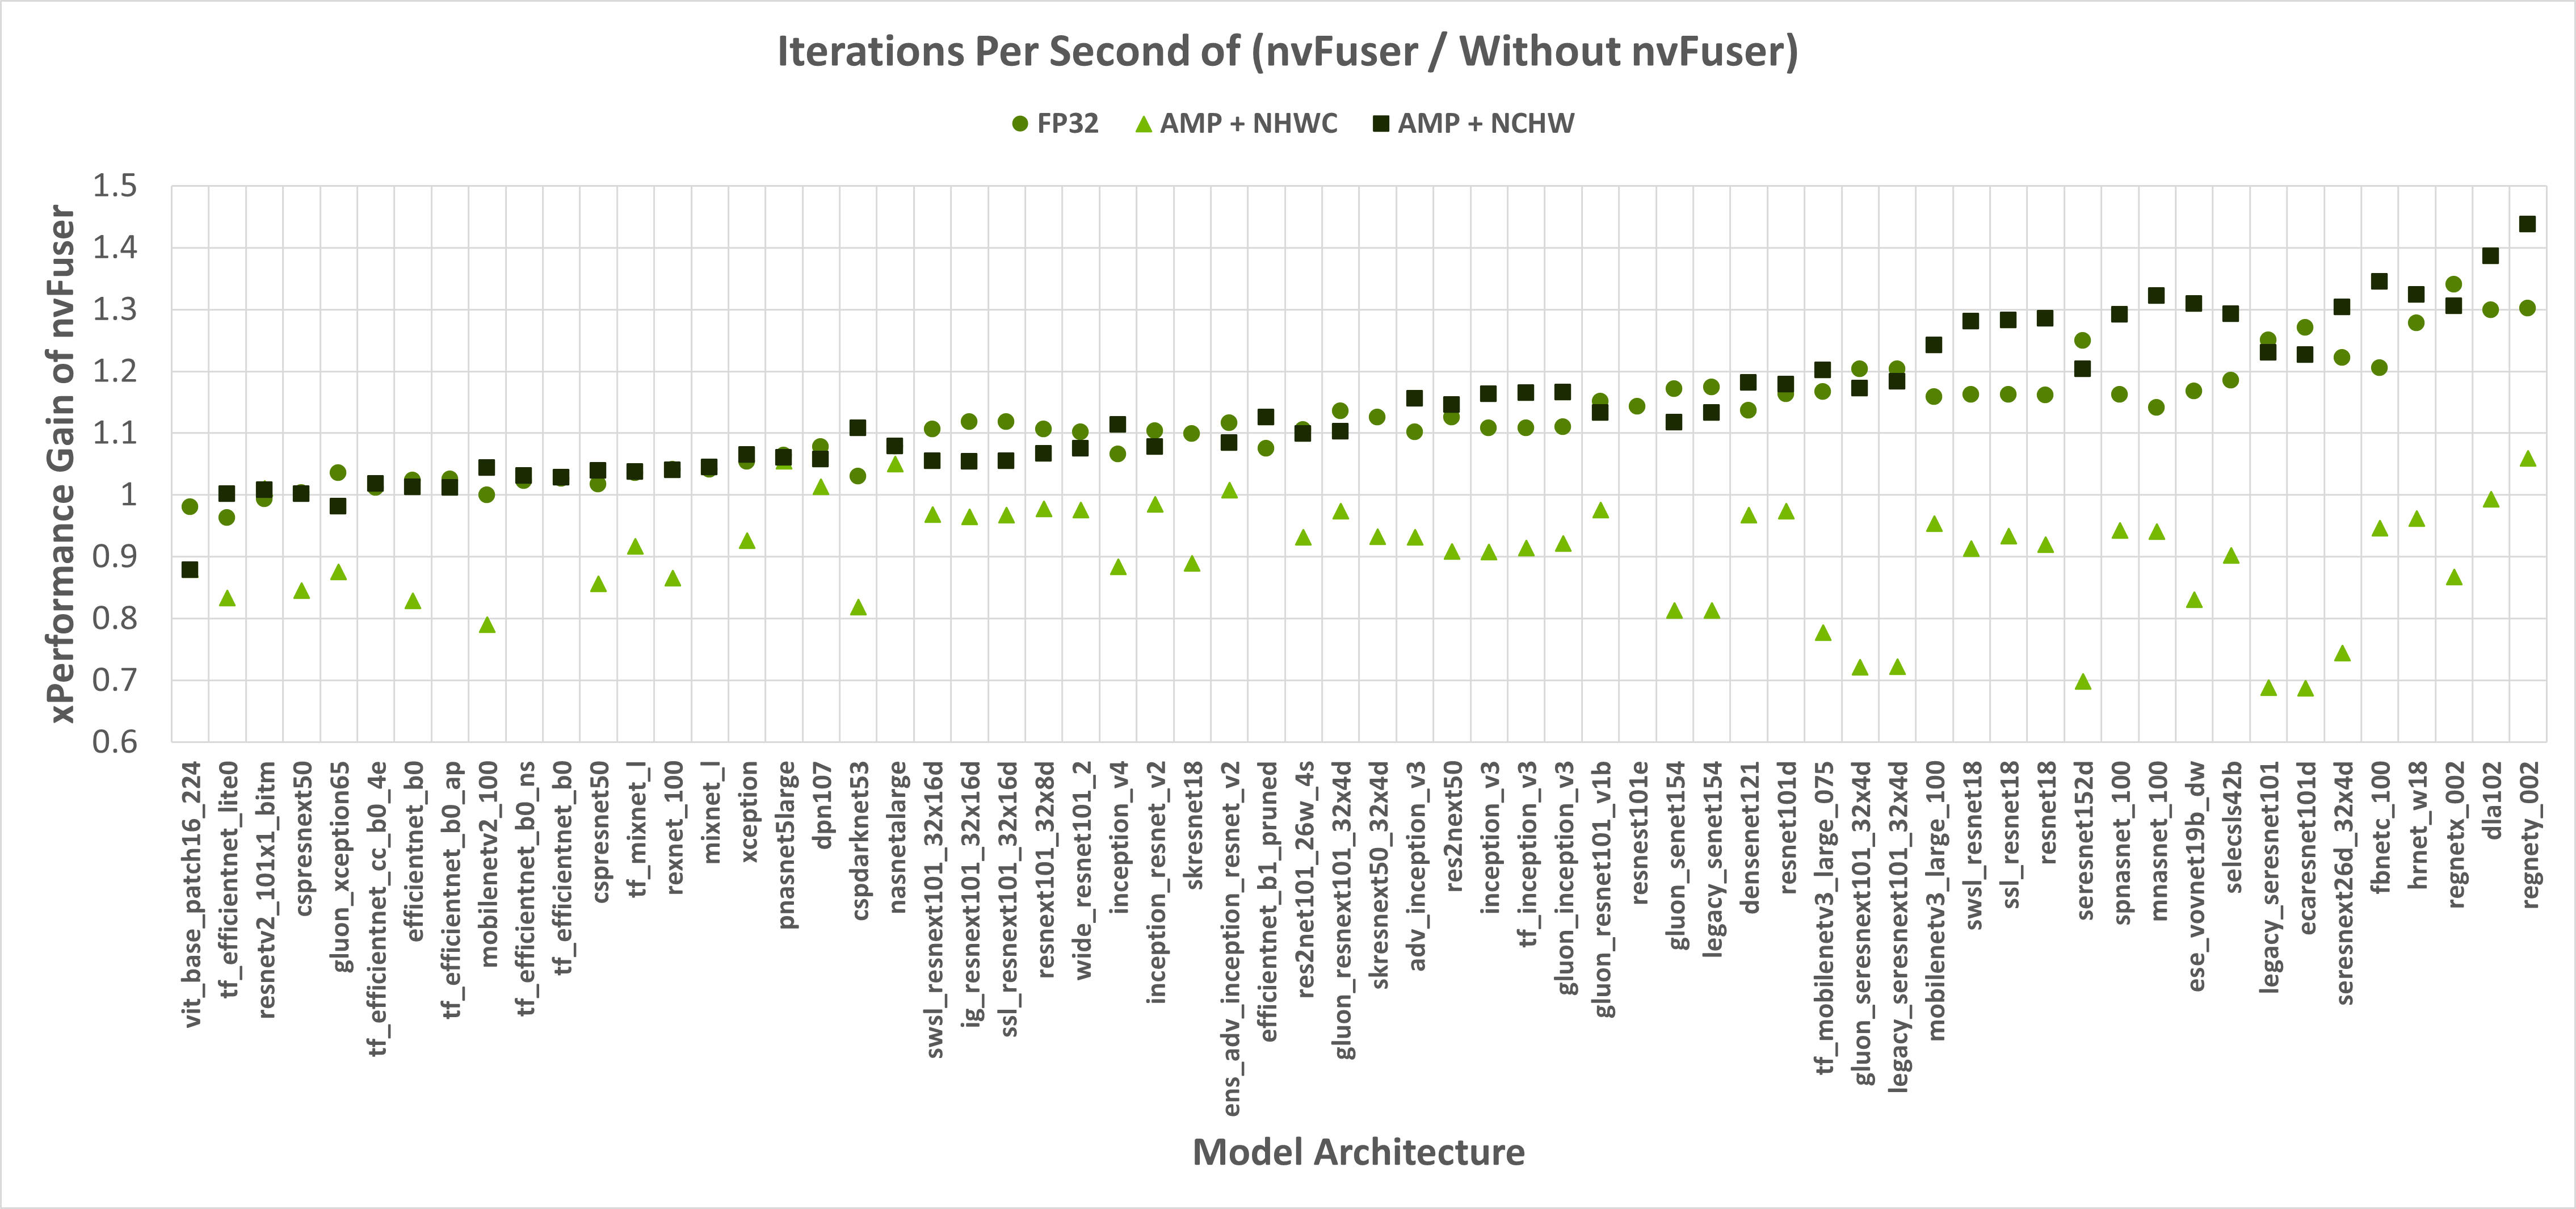 Iterations Per Second of (nvFuser / Without nvFuser)
FP32 AMP + NHWC AMP + NCHW
xPerformance Gain of nvFuser
1.5
1.4
1.3
1.2
1.1
1
0.9
0.8
0.7
0.6
vit_base_patch16_224
tf_efficientnet_lite0
resnetv2_101x1_bitm
cspresnext50
gluon_xception65
tf_efficientnet_cc_b0_4e
efficientnet_b0
tf_efficientnet_b0_ap
mobilenetv2_100
tf_efficientnet_b0_ns
tf_efficientnet_b0
cspresnet50
tf_mixnet_l
rexnet_100
mixnet_l
xception
pnasnet5large
dpn107
cspdarknet53
nasnetalarge
swsl_resnext101_32x16d
ig_resnext101_32x16d
ssl_resnext101_32x16d
resnext101_32x8d
wide_resnet101_2
inception_v4
inception_resnet_v2
skresnet18
ens_adv_inception_resnet_v2
efficientnet_b1_pruned
res2net101_26w_4s
gluon_resnext101_32x4d
skresnext50_32x4d
adv_inception_v3
res2next50
inception_v3
tf_inception_v3
gluon_inception_v3
gluon_resnet101_v1b
resnest101e
gluon_senet154
legacy_senet154
densenet121
resnet101d
tf_mobilenetv3_large_075
gluon_seresnext101_32x4d
legacy_seresnext101_32x4d
mobilenetv3_large_100
swsl_resnet18
ssl_resnet18
resnet18
seresnet152d
spnasnet_100
mnasnet_100
ese_vovnet19b_dw
selecsls42b
legacy_seresnet101
ecaresnet101d
seresnext26d_32x4d
fbnetc_100
hrnet_w18
regnetx_002
dla102
regnety_002
Model Architecture